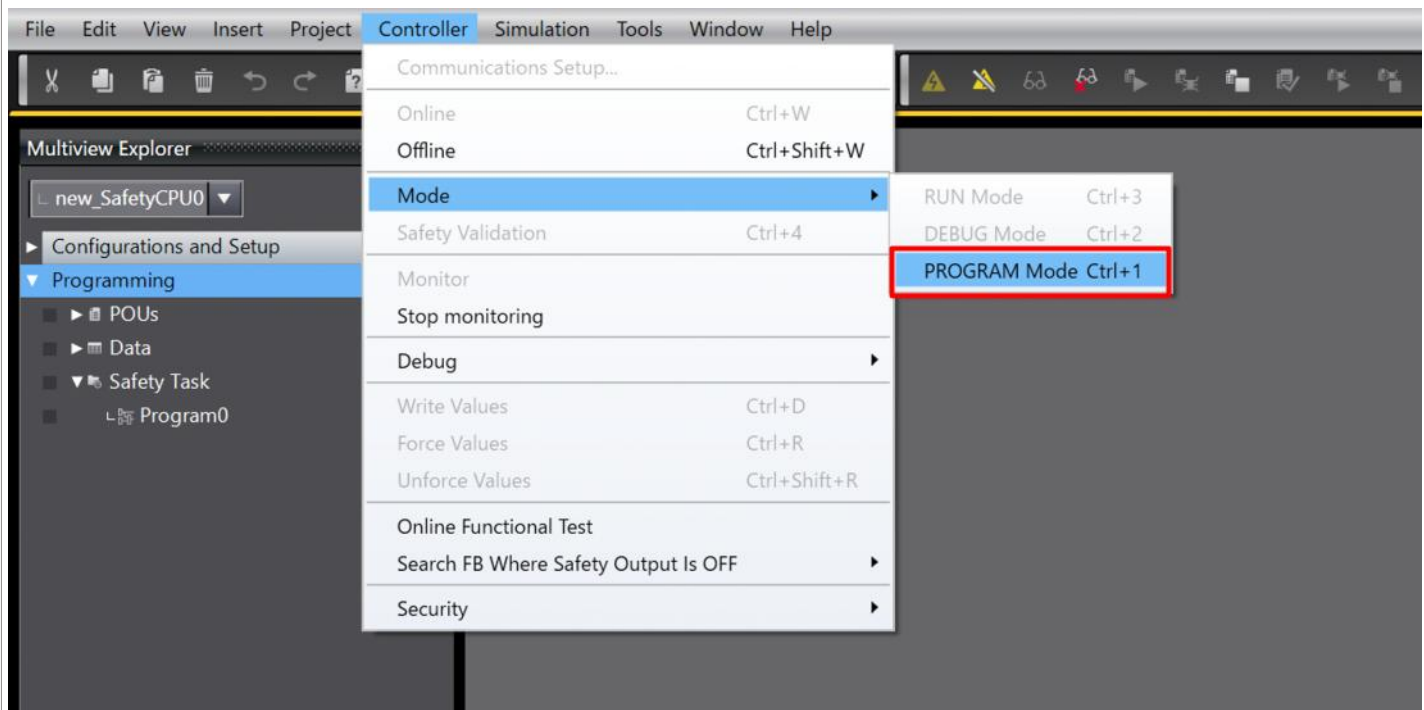 File Edit View Insert Project Controller Simulation Tools Window Help
Communications Setup...
Online Ctrl+W
Offline Ctrl+Shift+W
Multiview Explorer
new_SafetyCPU0
Mode
RUN Mode Ctrl+3
Safety Validation Ctrl+4
DEBUG Mode Ctrl+2
Configurations and Setup
PROGRAM Mode Ctrl+1
Programming
Monitor
POUs
Stop monitoring
Data
Debug
Safety Task
Write Values Ctrl+D
Program0
Force Values Ctrl+R
Unforce Values Ctrl+Shift+R
Online Functional Test
Search FB Where Safety Output Is OFF
Security